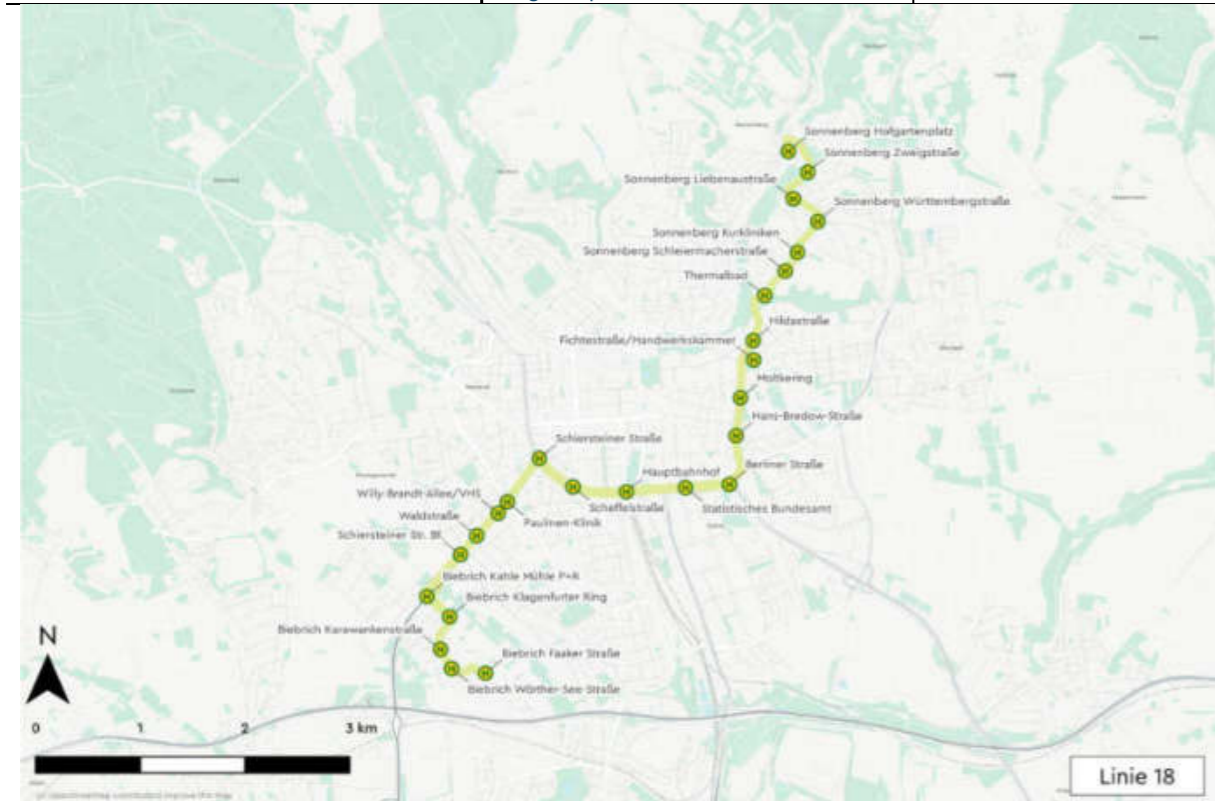 Sonnenberg Hofgartenplatz
Sonnenberg Zweigstraße
Sonnenberg Liebenaustraße
Sonnenberg Württembergstraße
Sonnenberg Kurkliniken
Sonnenberg Schleiermacherstraße
Thermalbad
Hildastraße
Fichtestraße/Handwerkskammer
Moltkering
Hans-Bredow-Straße
Schiersteiner Straße
Berliner Straße
Hauptbahnhof
Willy-Brandt-Allee/VHS
Scheffelstraße
Statistisches Bundesamt
Waldstraße
Paulinen-Klinik
Schiersteiner Str. Bf
Biebrich Kahle Mühle P+R
Biebrich Klagenfurter Ring
Biebrich Karawankenstraße
Biebrich Faaker Straße
Biebrich Wörther-See-Straße
N
0 1 2 3 km
Linie 18